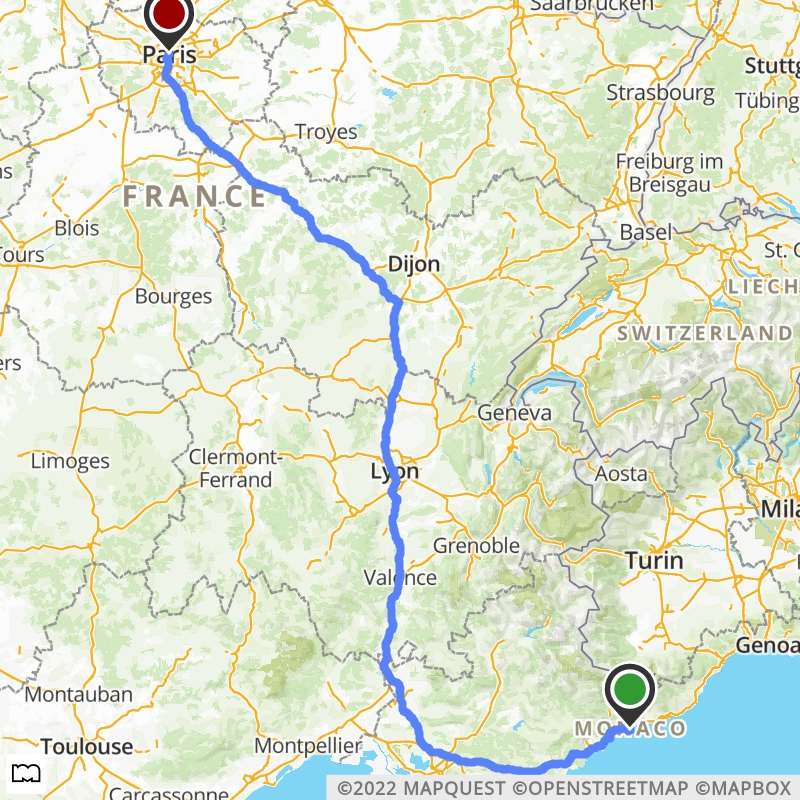 Saarbrücken
Paris
Stuttg
Strasbourg
Tübing
Troyes
Freiburg im
Breisgau
ns
FRANCE
Blois
Basel
Tours
St. G
Dijon
LIECH
Bourges
SWITZERLAND
ers
Geneva
Limoges
Clermont-
Ferrand
Lyon
Aosta
Mila
Grenoble
Turin
Valence
Genoa
Montauban
MONACO
Toulouse
Montpellier
Carcassonne
©2022 MAPQUEST ©OPENSTREETMAP ©MAPBOX